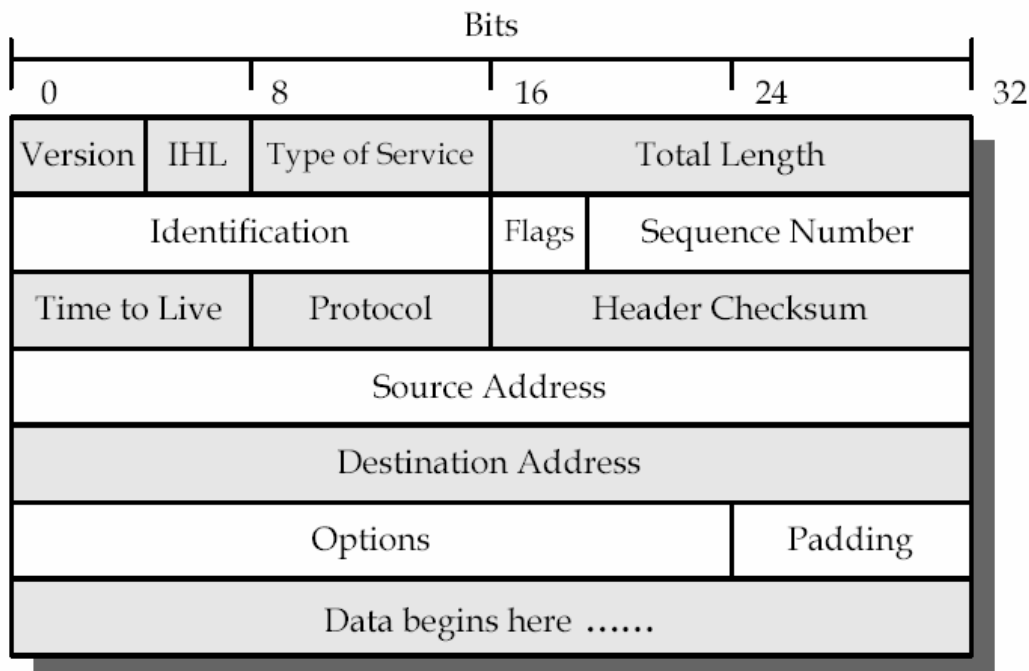 Bits
0 8 16 24 32
Version IHL Type of Service Total Length
Identification Flags Sequence Number
Time to Live Protocol Header Checksum
Source Address
Destination Address
Options Padding
Data begins here ......